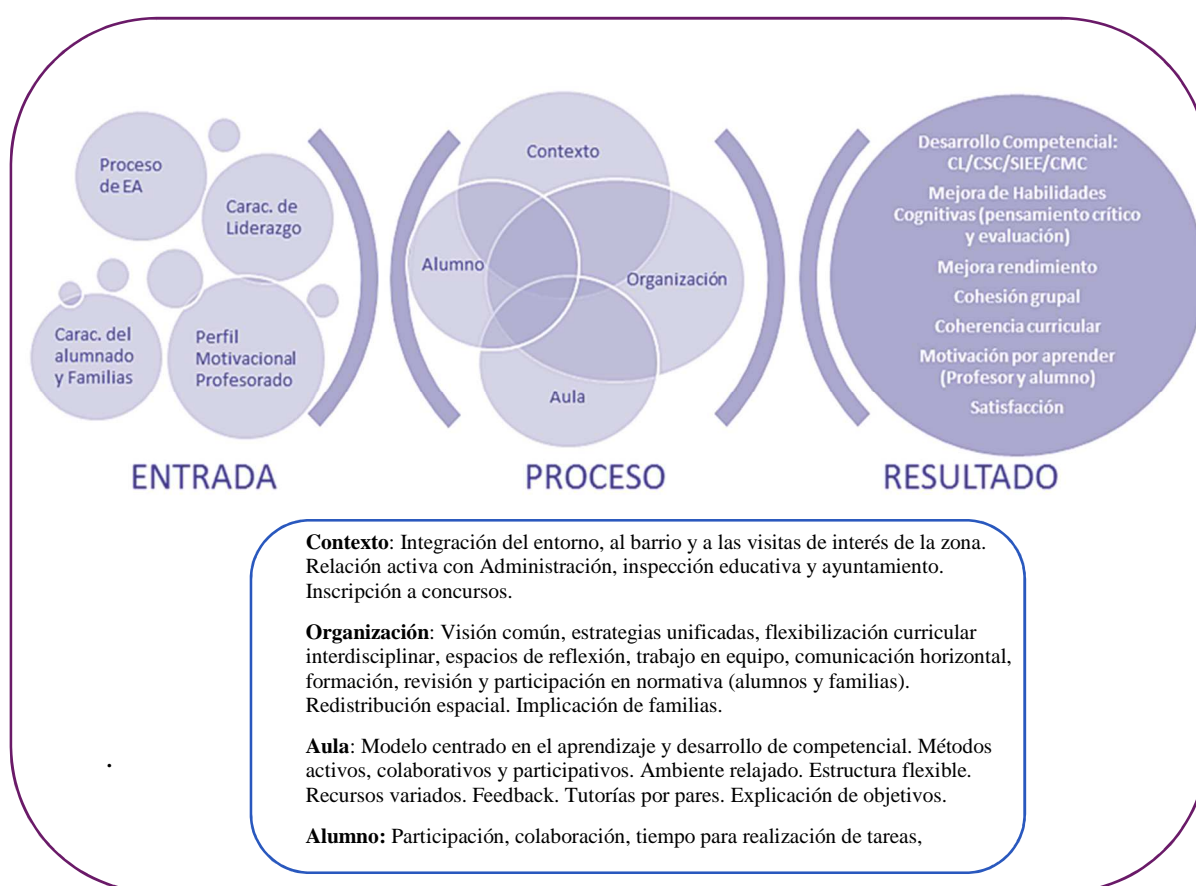 Proceso
de EA
Carac. de
Liderazgo
Carac. del
alumnado
y Familias
Perfil
Motivacional
Profesorado
ENTRADA
Contexto
Alumno
Organización
Aula
PROCESO
Desarrollo Competencial:
CL/CSC/SIEE/CMC
Mejora de Habilidades
Cognitivas (pensamiento crítico
y evaluación)
Mejora rendimiento
Cohesión grupal
Coherencia curricular
Motivación por aprender
(Profesor y alumno)
Satisfacción
RESULTADO
Contexto: Integración del entorno, al barrio y a las visitas de interés de la zona.
Relación activa con Administración, inspección educativa y ayuntamiento.
Inscripción a concursos.
Organización: Visión común, estrategias unificadas, flexibilización curricular
interdisciplinar, espacios de reflexión, trabajo en equipo, comunicación horizontal,
formación, revisión y participación en normativa (alumnos y familias).
Redistribución espacial. Implicación de familias.
Aula: Modelo centrado en el aprendizaje y desarrollo de competencial. Métodos
activos, colaborativos y participativos. Ambiente relajado. Estructura flexible.
Recursos variados. Feedback. Tutorías por pares. Explicación de objetivos.
.
Alumno: Participación, colaboración, tiempo para realización de tareas,